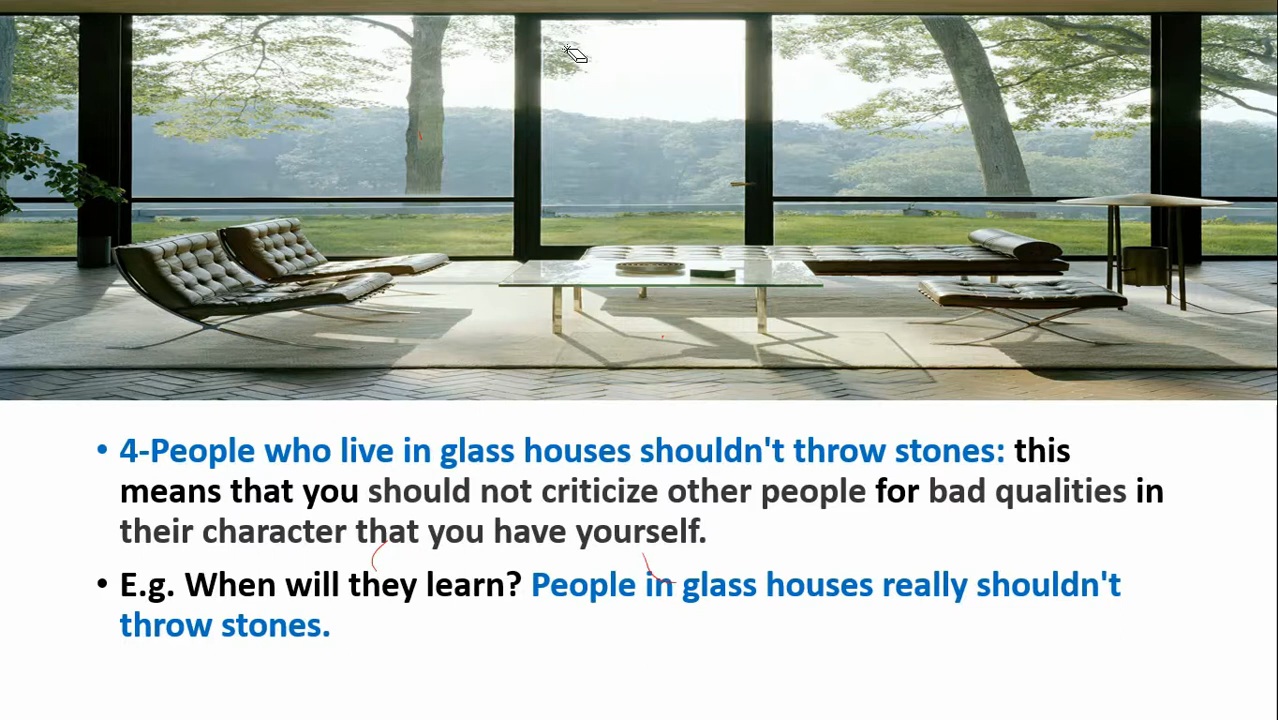 • 4-People who live in glass houses shouldn't throw stones: this
means that you should not criticize other people for bad qualities in
their character that you have yourself.
• E.g. When will they learn? People in glass houses really shouldn't
throw stones.